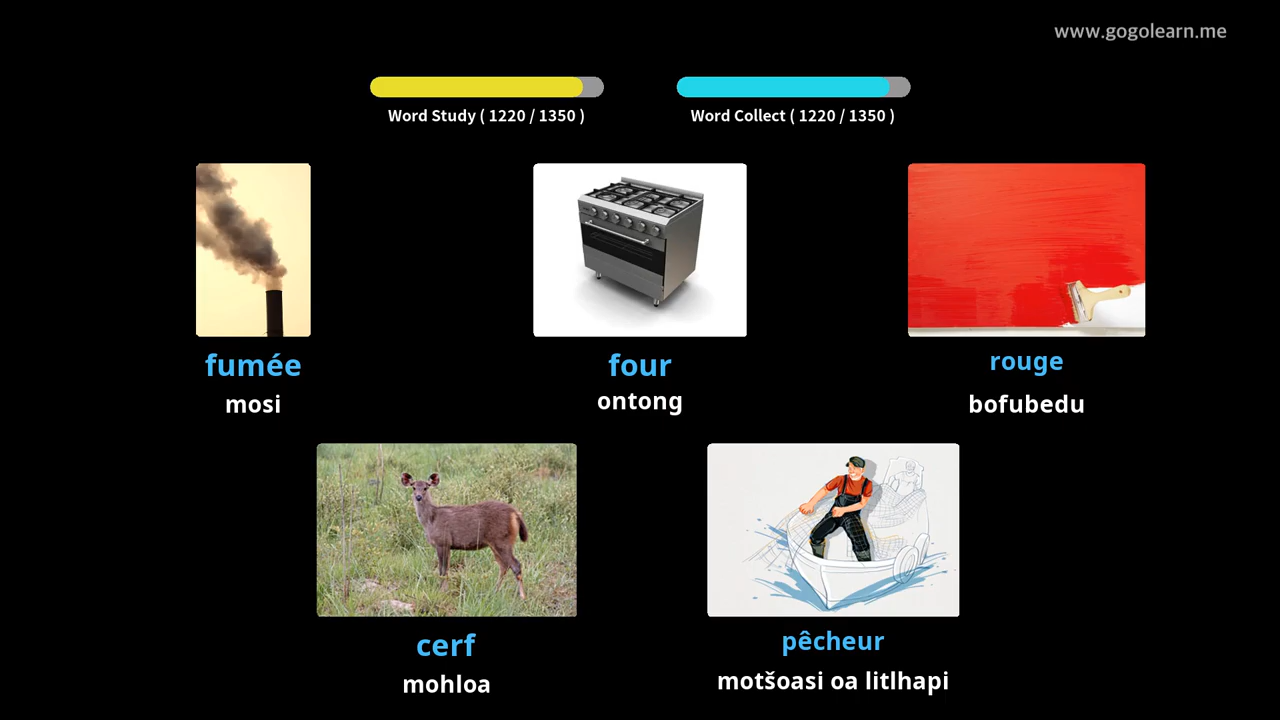 www.gogolearn.me
Word Study ( 1220 / 1350 )
Word Collect ( 1220 / 1350 )
fumée
mosi
four
ontong
rouge
bofubedu
cerf
mohloa
pêcheur
motšoasi oa litlhapi